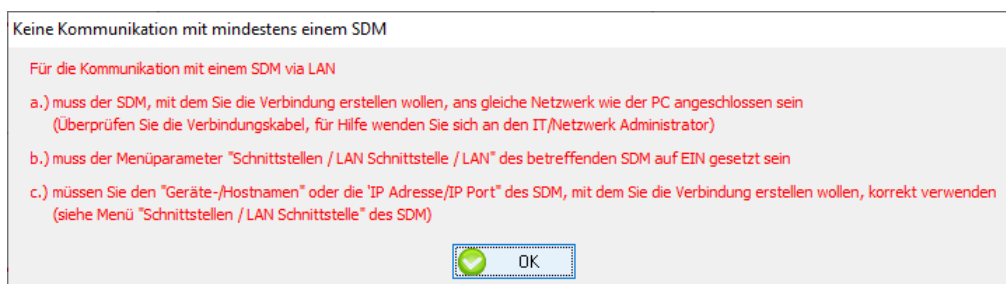 Keine Kommunikation mit mindestens einem SDM
Für die Kommunikation mit einem SDM via LAN
a.) muss der SDM, mit dem Sie die Verbindung erstellen wollen, ans gleiche Netzwerk wie der PC angeschlossen sein
(Überprüfen Sie die Verbindungskabel, für Hilfe wenden Sie sich an den IT/Netzwerk Administrator)
b.) muss der Menüparameter "Schnittstellen / LAN Schnittstelle / LAN" des betreffenden SDM auf EIN gesetzt sein
c.) müssen Sie den "Geräte-/Hostnamen" oder die 'IP Adresse/IP Port" des SDM, mit dem Sie die Verbindung erstellen wollen, korrekt verwenden
(siehe Menü "Schnittstellen / LAN Schnittstelle" des SDM)
OK